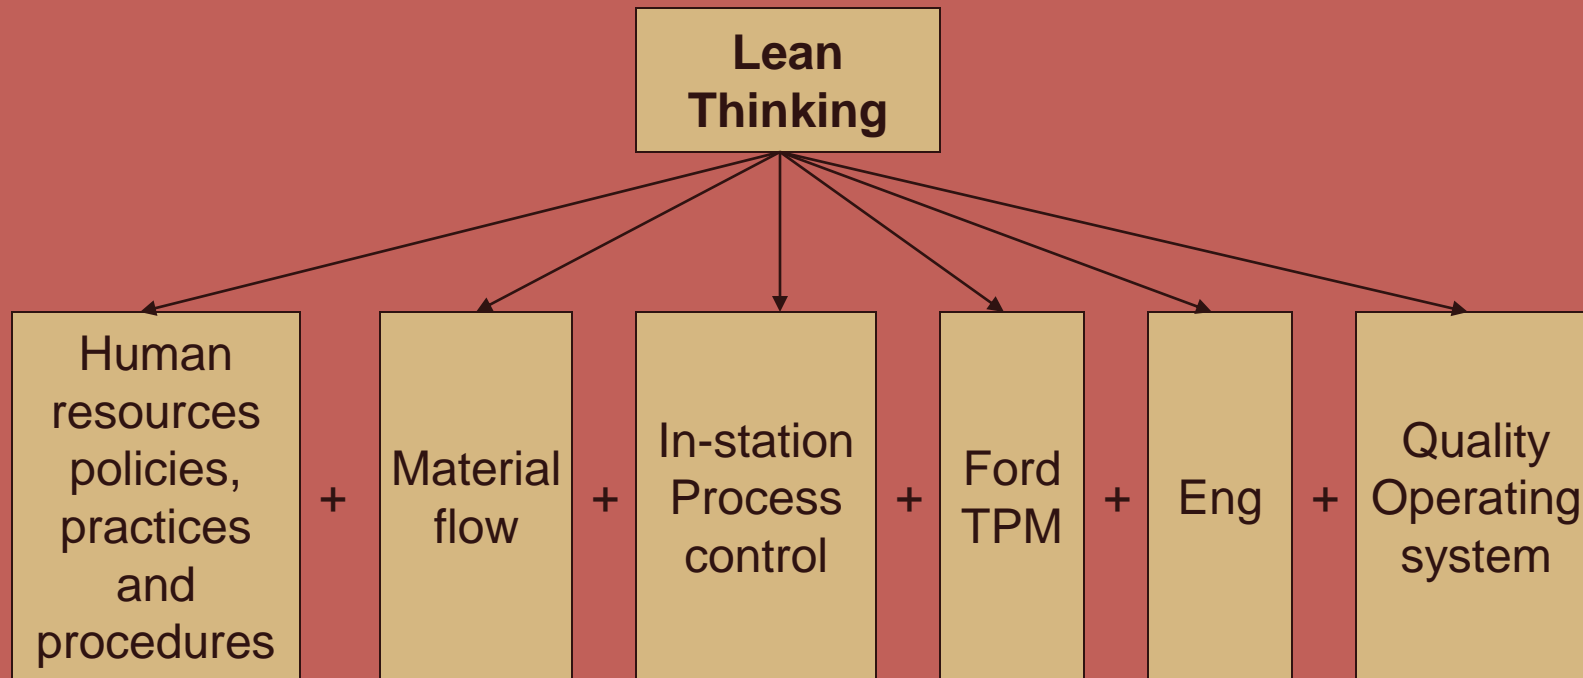 Lean
Thinking
Human
resources
policies,
practices
and
procedures
+
Material
flow
+
In-station
Process
control
+
Ford
TPM
+
Eng
+
Quality
Operating
system